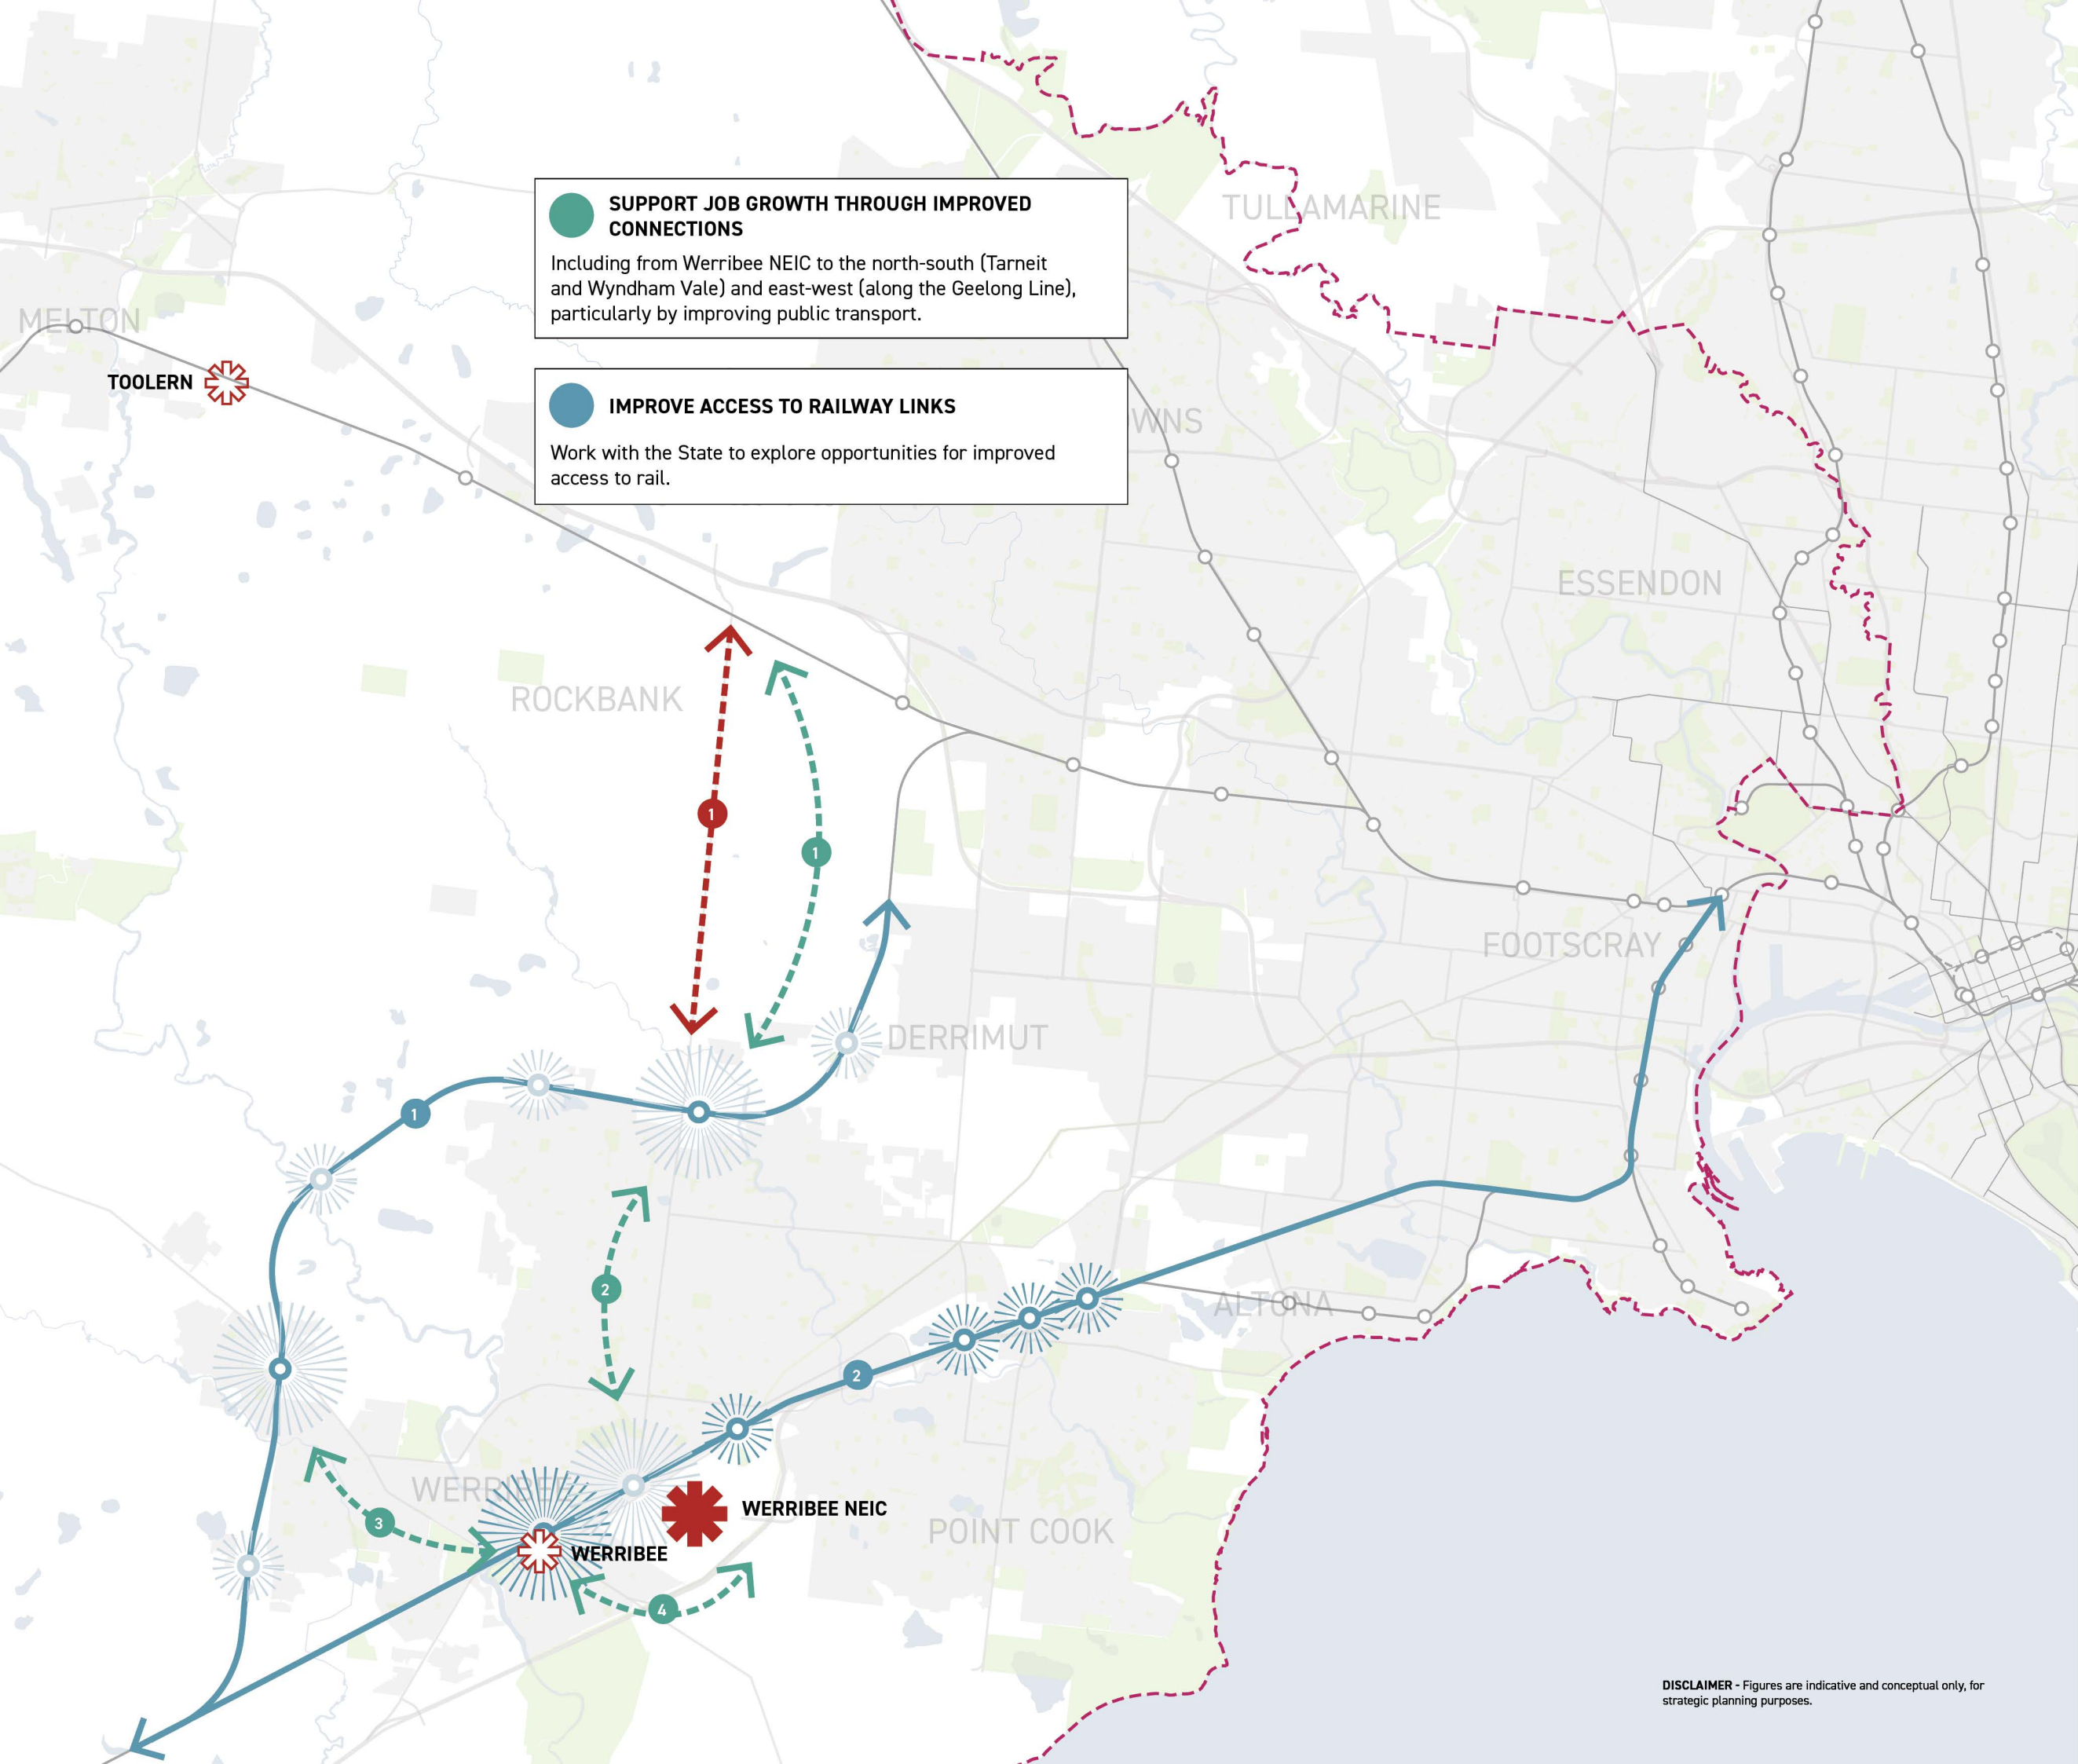 SUPPORT JOB GROWTH THROUGH IMPROVED
CONNECTIONS
Including from Werribee NEIC to the north-south (Tarneit
and Wyndham Vale) and east-west (along the Geelong Line),
particularly by improving public transport.
TULLAMARINE
MELTON
TOOLERN
IMPROVE ACCESS TO RAILWAY LINKS
WNS
Work with the State to explore opportunities for improved
access to rail.
ESSENDON
ROCKBANK
1
1
FOOTSCRAY
DERRIMUT
1
2
ALTONA
2
WERRIBEE
WERRIBEE NEIC
3
POINT COOK
WERRIBEE
4
DISCLAIMER - Figures are indicative and conceptual only, for
strategic planning purposes.